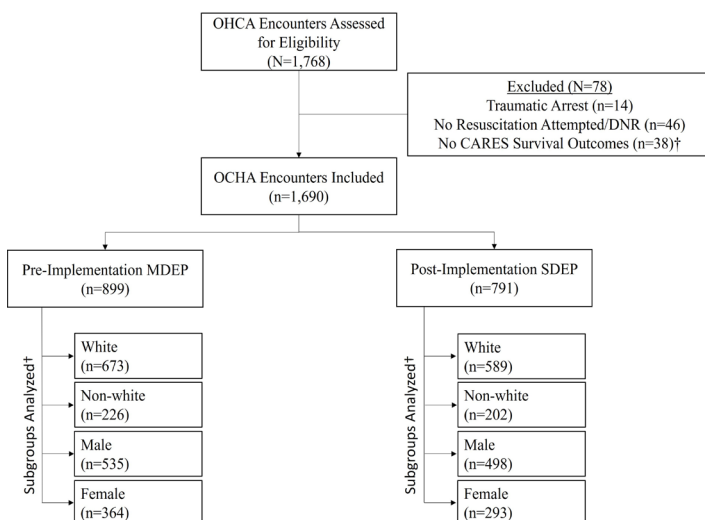 OHCA Encounters Assessed
for Eligibility
(N=1,768)
Excluded (N=78)
Traumatic Arrest (n=14)
No Resuscitation Attempted/DNR (n=46)
No CARES Survival Outcomes (n=38)†
OCHA Encounters Included
(n=1,690)
Pre-Implementation MDEP
(n=899)
Subgroups Analyzed†
White
(n=673)
Non-white
(n=226)
Male
(n=535)
Female
(n=364)
Post-Implementation SDEP
(n=791)
Subgroups Analyzed†
White
(n=589)
Non-white
(n=202)
Male
(n=498)
Female
(n=293)